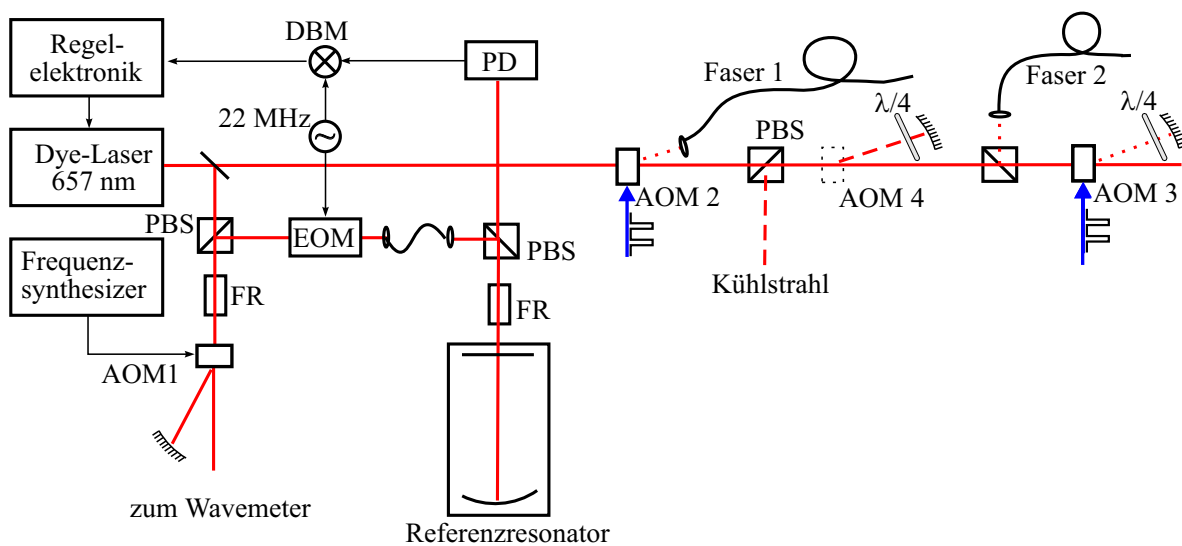 Regel-
elektronik
DBM
PD
22 MHz
Dye-Laser
657 nm
Faser 1
Faser 2
λ/4
λ/4
PBS
AOM 2
AOM 4
AOM 3
PBS
EOM
PBS
Kühlstrahl
Frequenz-
synthesizer
FR
FR
AOM1
zum Wavemeter
Referenzresonator